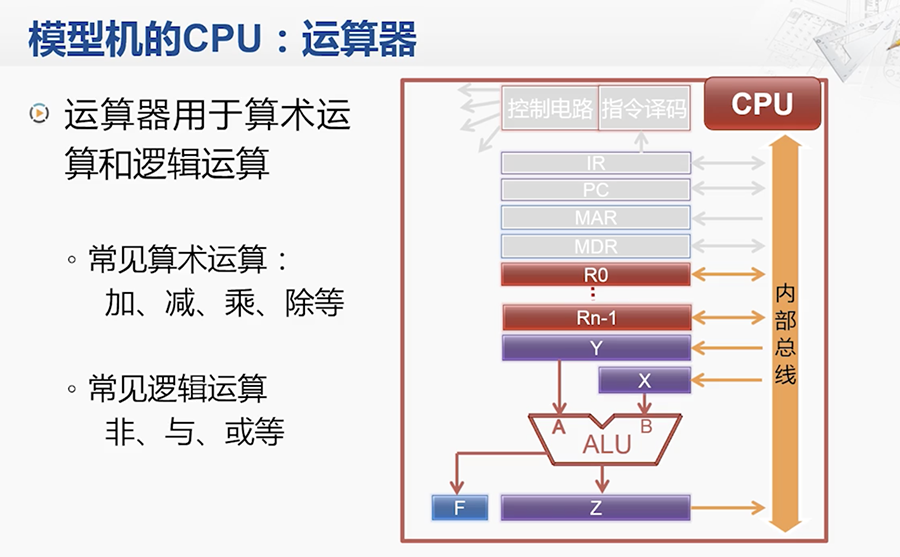 模型机的CPU：运算器
运算器用于算术运
算和逻辑运算
常见算术运算：
加、减、乘、除等
常见逻辑运算
非、与、或等
CPU
控制电路
指令译码
IR
PC
MAR
MDR
R0
Rn-1
Y
X
A
B
ALU
F
Z
内部总线